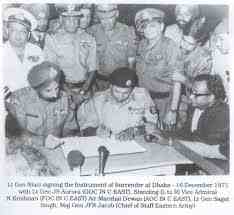 Lt Gen Niazi signing the Instrument of Surrender at Dhaka - 16 December 1971
with Lt Gen JS Aurora (GOC IN C EAST). Standing (L to R) Vice Admiral
N Krishnan (FOC IN C EAST) Air Marshal Dewan (AOC IN C EAST), Lt Gen Sagat
Singh, Maj Gen JFR Jacob (Chief of Staff Eastern Army)